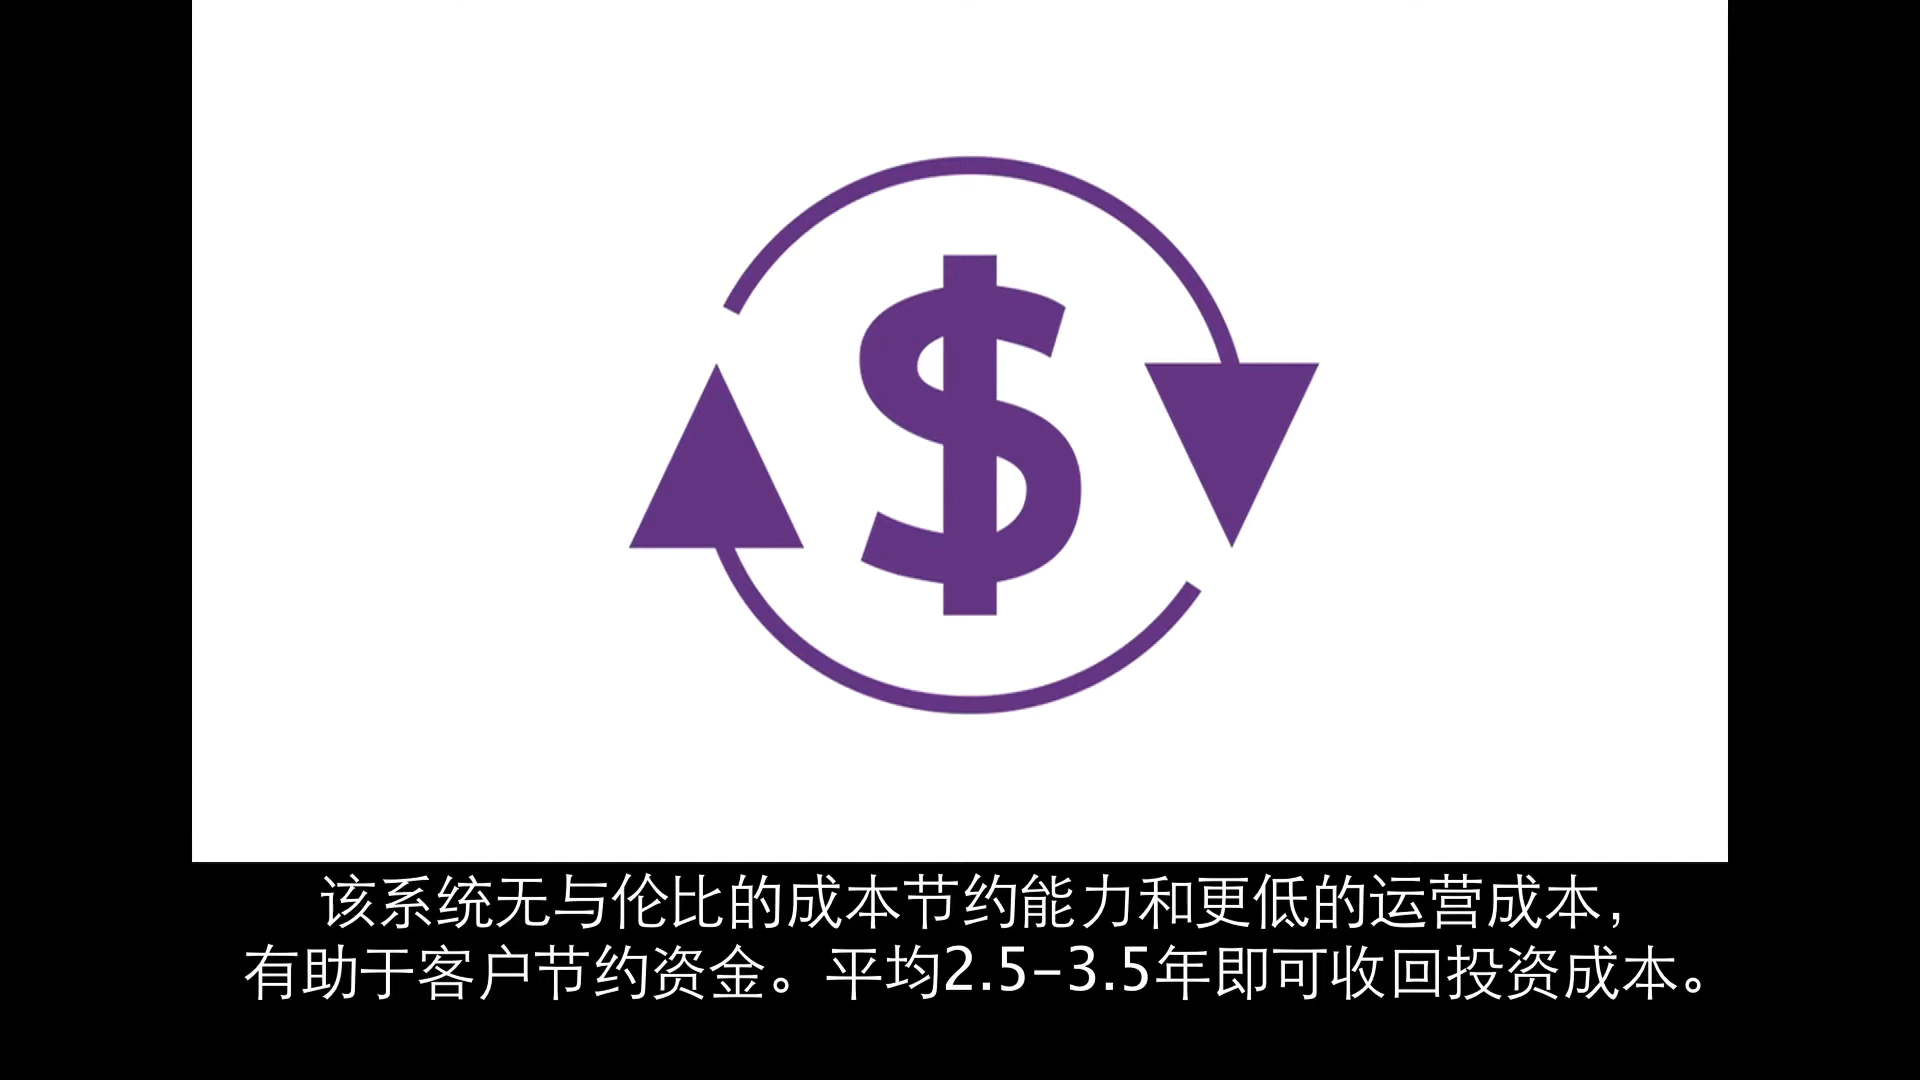 $
该系统无与伦比的成本节约能力和更低的运营成本，
有助于客户节约资金。平均2.5-3.5年即可收回投资成本。